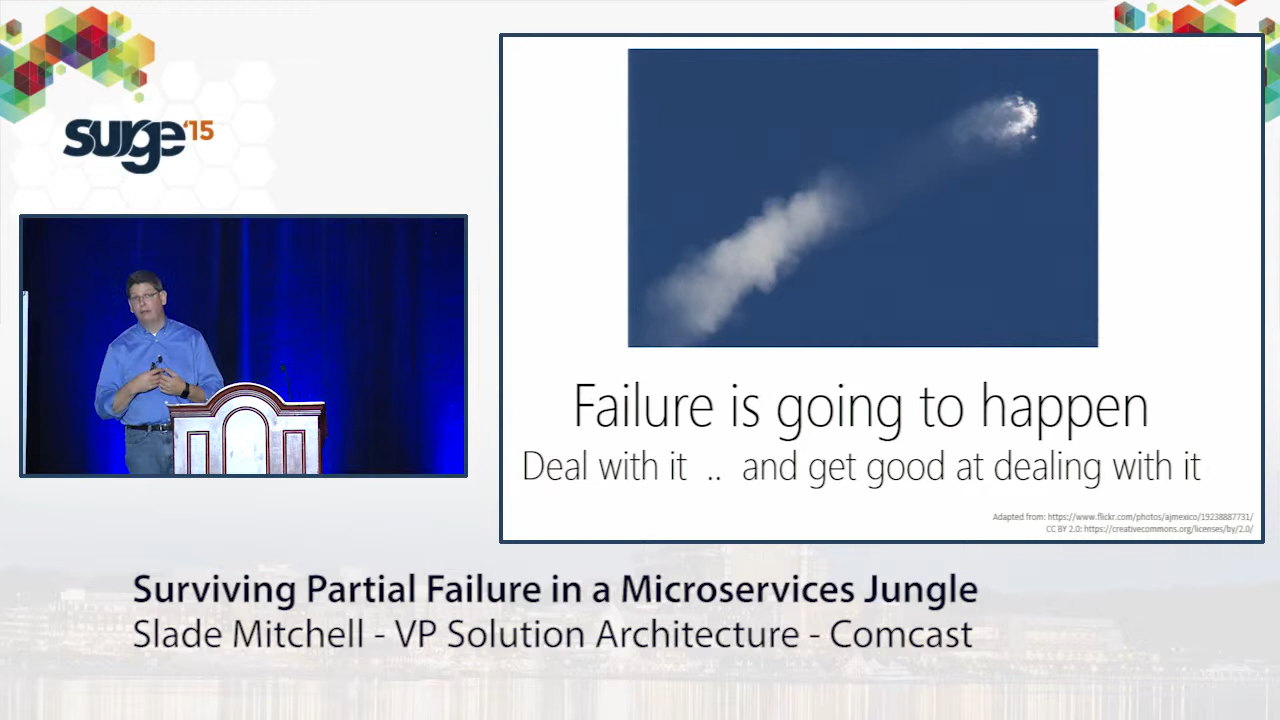 surge'15
Failure is going to happen
Deal with it .. and get good at dealing with it
Adapted from: https://www.flickr.com/photos/ajmexico/19238887731/
CC BY 2.0: https://creativecommons.org/licenses/by/2.0/
Surviving Partial Failure in a Microservices Jungle
Slade Mitchell - VP Solution Architecture - Comcast